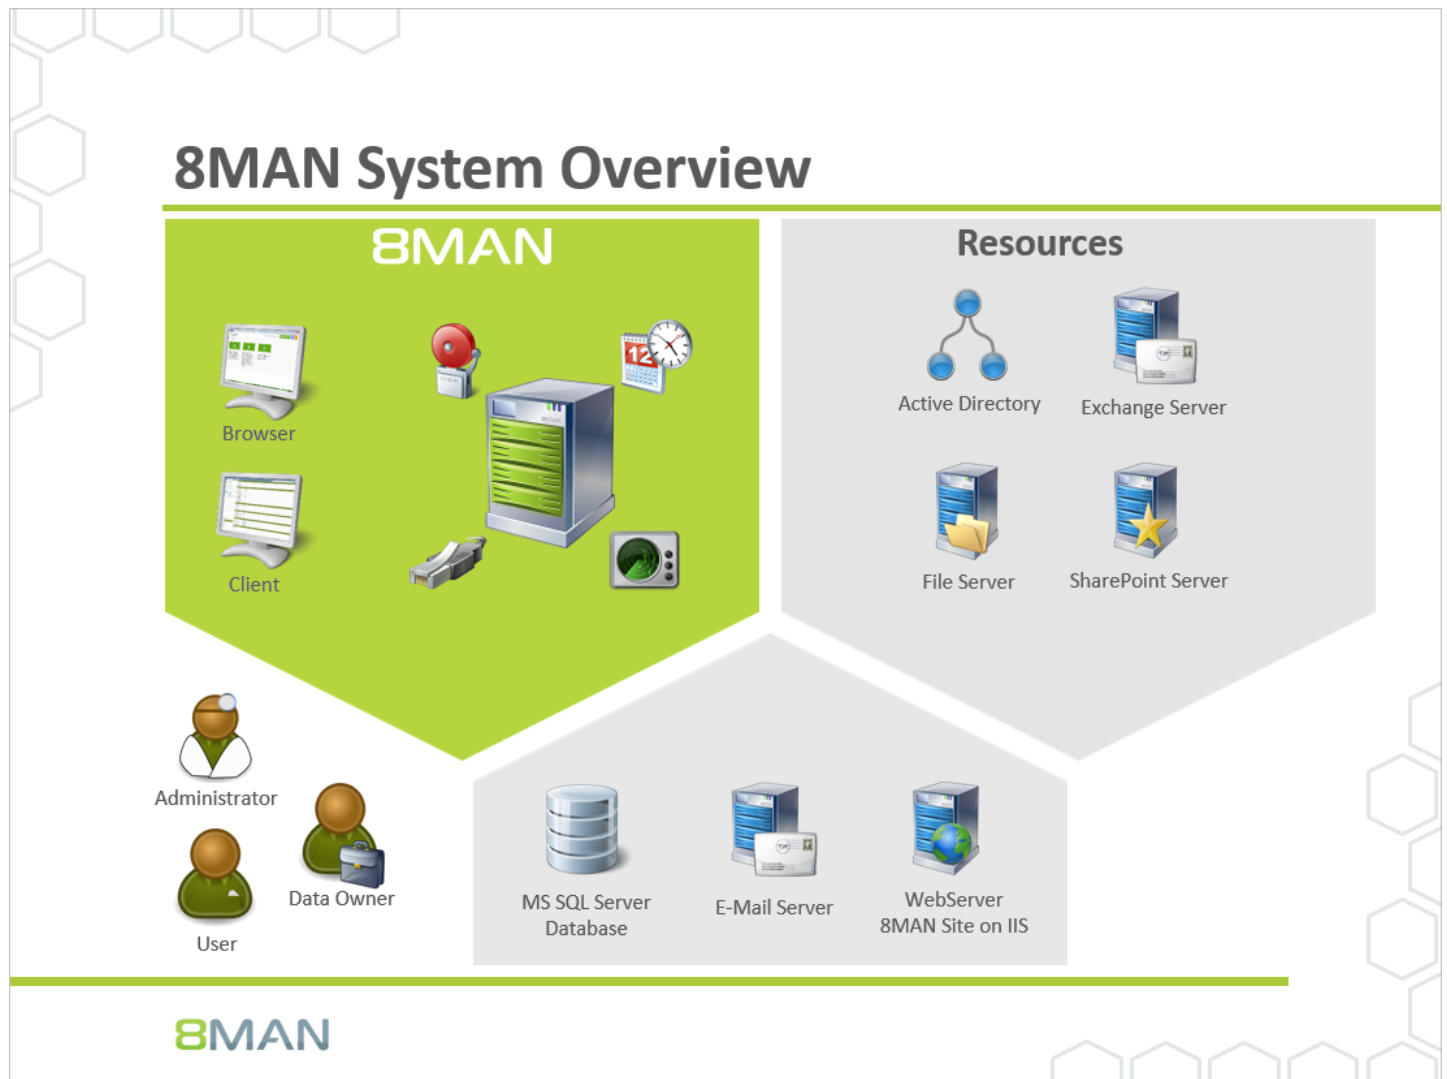 8MAN System Overview
8MAN
Resources
Browser
12
Active Directory
Exchange Server
Client
File Server
SharePoint Server
Administrator
Data Owner
User
MS SQL Server
Database
E-Mail Server
WebServer
8MAN Site on IIS
8MAN